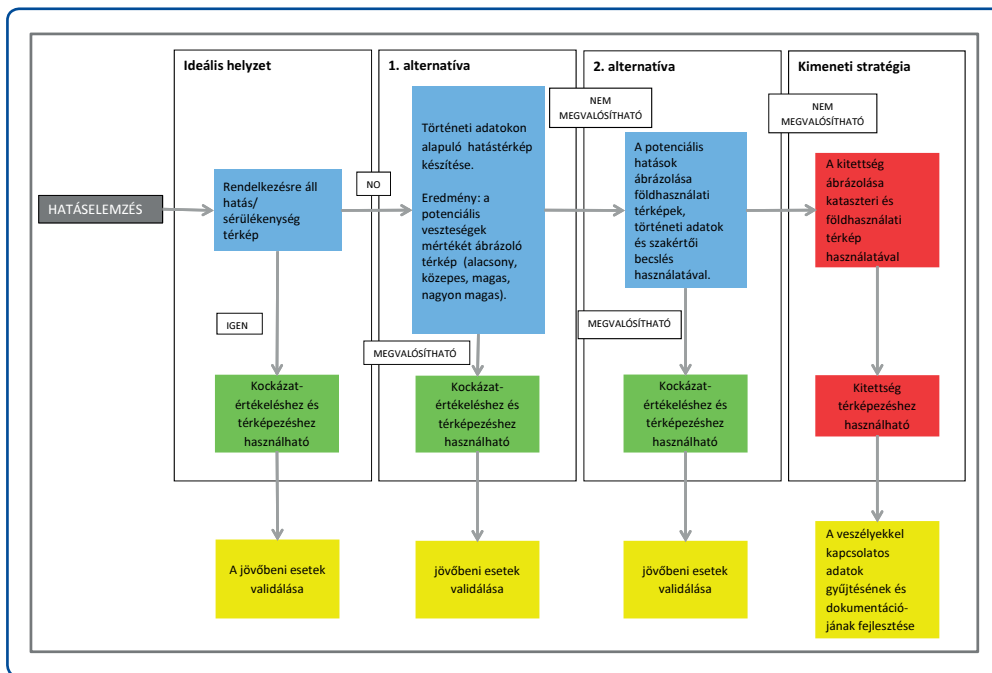 Ideális helyzet
1. alternatíva
2. alternatíva
Kimeneti stratégia
HATÁSELEMZÉS
Rendelkezésre áll
hatás/
sérülékenység
térkép
NO
IGEN
Történeti adatokon
alapuló hatástérkép
készítése.
Eredmény: a
potenciális
veszteségek
mértékét ábrázoló
térkép (alacsony,
közepes, magas,
nagyon magas).
NEM
MEGVALÓSÍTHATÓ
MEGVALÓSÍTHATÓ
A potenciális
hatások
ábrázolása
földhasználati
térképek,
történeti adatok
és szakértői
becslés
használatával.
NEM
MEGVALÓSÍTHATÓ
MEGVALÓSÍTHATÓ
A kitettség
ábrázolása
kataszteri és
földhasználati
térkép
használatával
Kockázat-
értékeléshez és
térképezéshez
használható
Kockázat-
értékeléshez és
térképezéshez
használható
Kockázat-
értékeléshez és
térképezéshez
használható
Kitettség
térképezéshez
használható
A jövőbeni esetek
validálása
jövőbeni esetek
validálása
jövőbeni esetek
validálása
A veszélyekkel
kapcsolatos
adatok
gyűjtésének és
dokumentáció-
jának fejlesztése